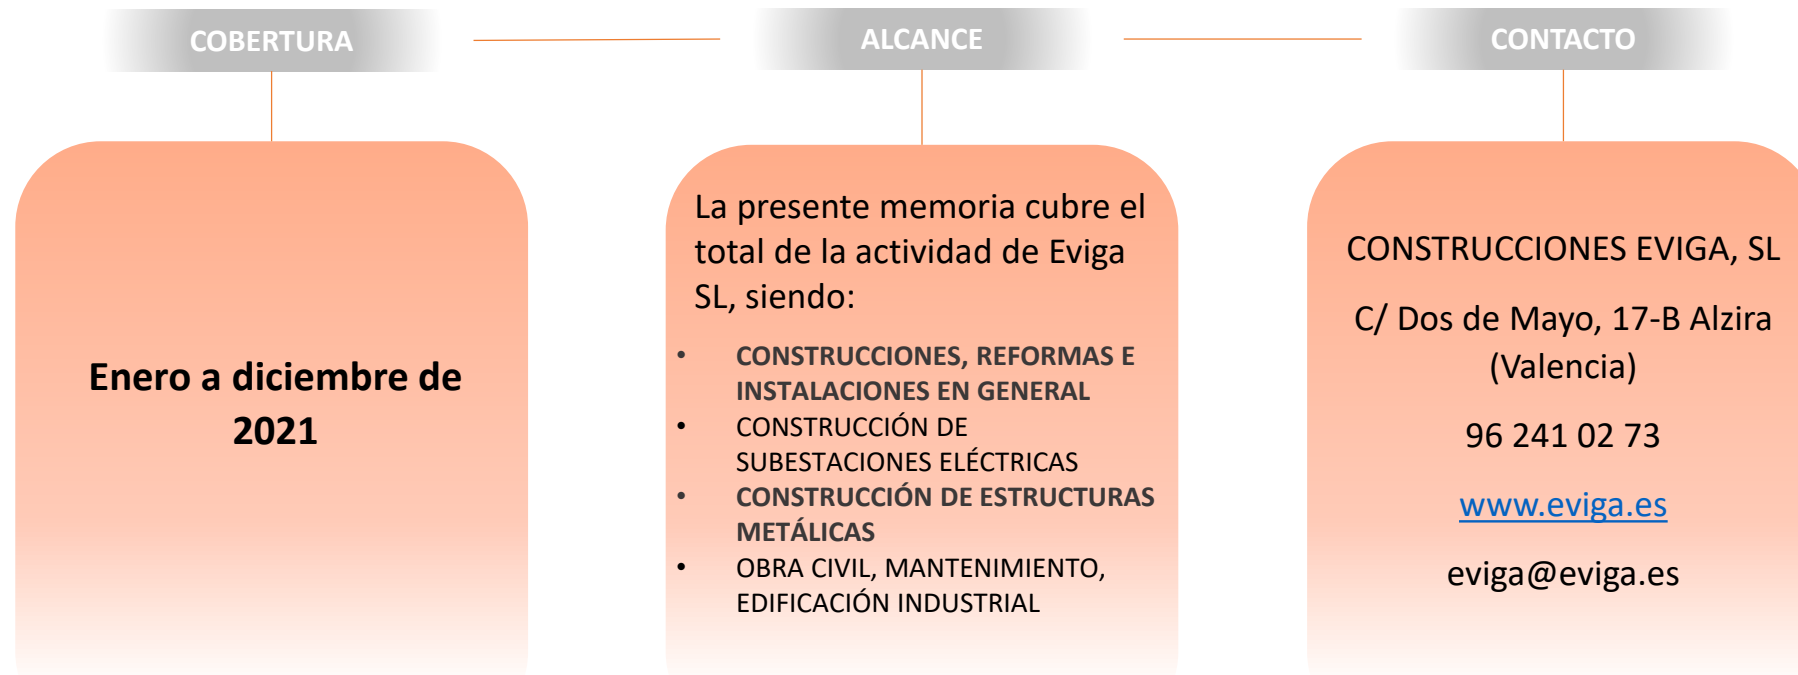 COBERTURA
Enero a diciembre de
2021
ALCANCE
La presente memoria cubre el
total de la actividad de Eviga
SL, siendo:
• CONSTRUCCIONES, REFORMAS E
INSTALACIONES EN GENERAL
• CONSTRUCCIÓN DE
SUBESTACIONES ELÉCTRICAS
• CONSTRUCCIÓN DE ESTRUCTURAS
METÁLICAS
• OBRA CIVIL, MANTENIMIENTO,
EDIFICACIÓN INDUSTRIAL
CONTACTO
CONSTRUCCIONES EVIGA, SL
C/ Dos de Mayo, 17-B Alzira
(Valencia)
96 241 02 73
www.eviga.es
eviga@eviga.es